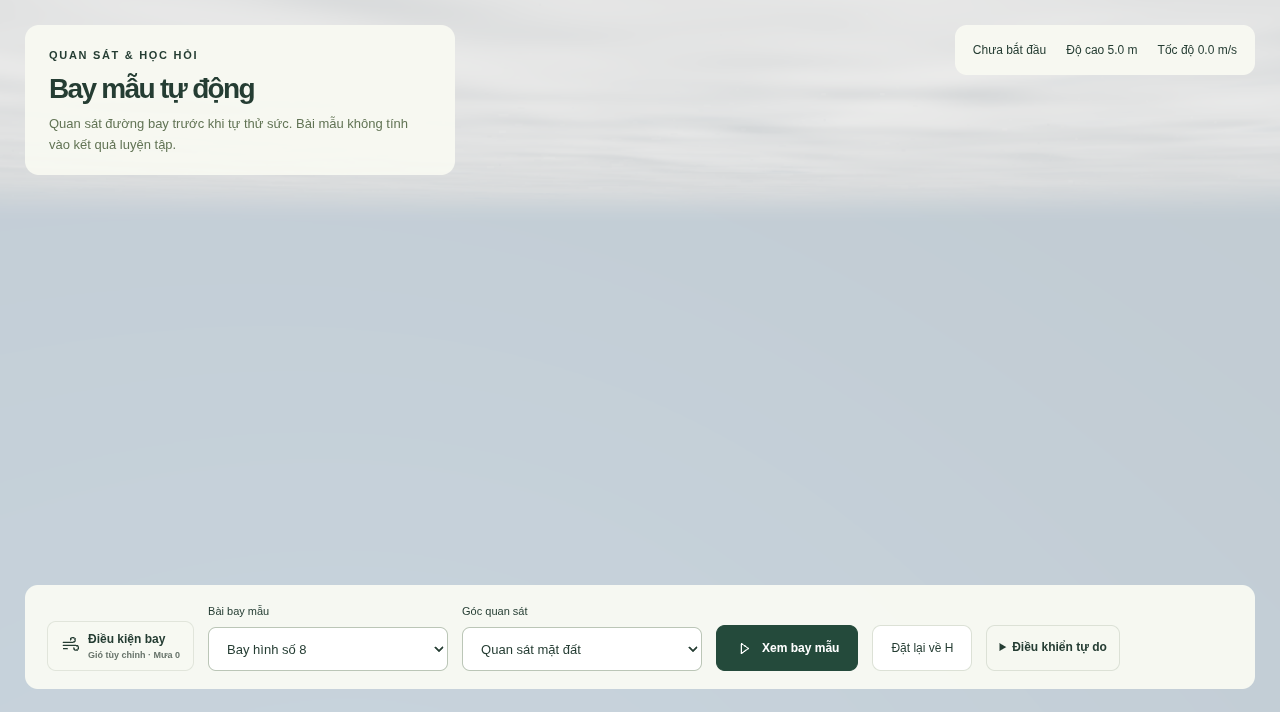 QUAN SÁT & HỌC HỎI
Bay mẫu tự động
Quan sát đường bay trước khi tự thử sức. Bài mẫu không tính
vào kết quả luyện tập.
Chưa bắt đầu Độ cao 5.0 m Tốc độ 0.0 m/s
Điều kiện bay
Gió tùy chỉnh · Mưa 0
Bài bay mẫu
Bay hình số 8
Góc quan sát
Quan sát mặt đất
Xem bay mẫu
Đặt lại về H
Điều khiển tự do